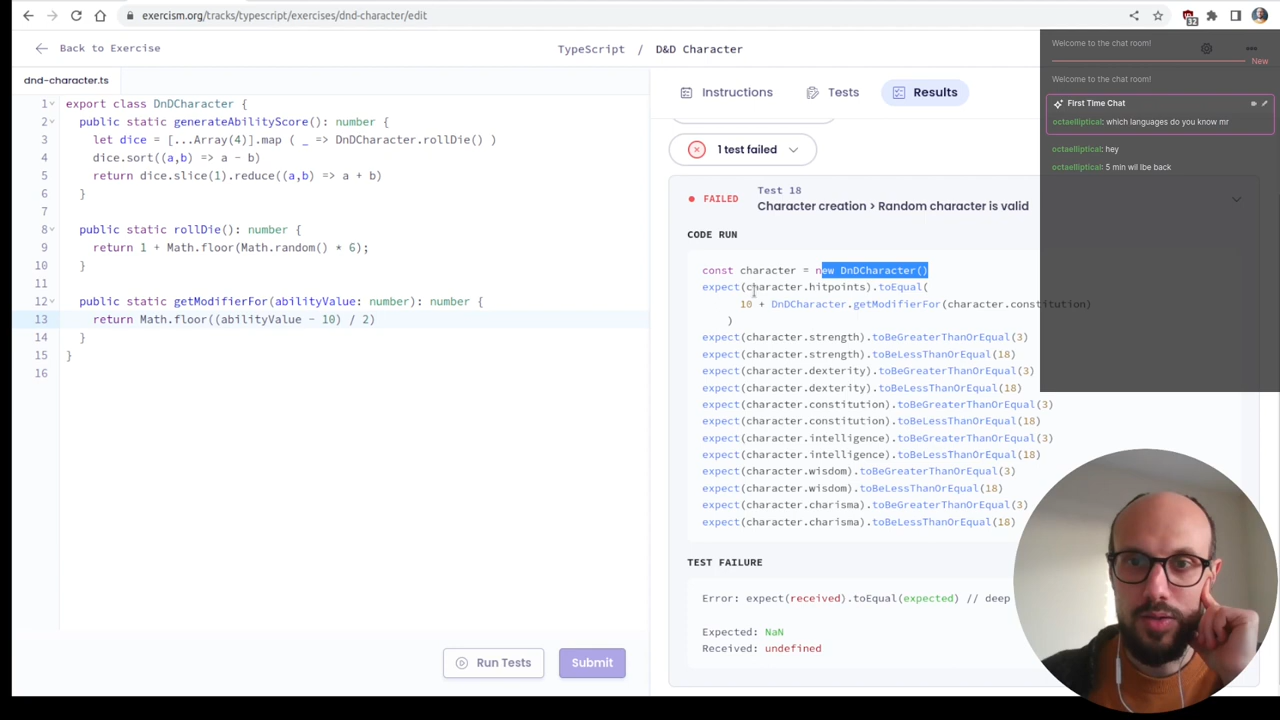 exercism.org/tracks/typescript/exercises/dnd-character/edit
32
Back to Exercise
TypeScript / D&D Character
dnd-character.ts
1 export class DnDCharacter {
2 public static generateAbilityScore(): number {
3 let dice = [...Array(4)].map ( _ => DnDCharacter.rollDie() )
4 dice.sort((a,b) => a - b)
5 return dice.slice(1).reduce((a,b) => a + b)
6 }
7
8 public static rollDie(): number {
9 return 1 + Math.floor(Math.random() * 6);
10 }
11
12 public static getModifierFor(abilityValue: number): number {
13 return Math.floor((abilityValue - 10) / 2)
14 }
15 }
16
Run Tests
Submit
Instructions
Tests
Results
1 test failed
FAILED
Test 18
Character creation > Random character is valid
CODE RUN
const character = new DnDCharacter()
expect(character.hitpoints).toEqual(
10 + DnDCharacter.getModifierFor(character.constitution)
)
expect(character.strength).toBeGreaterThanOrEqual(3)
expect(character.strength).toBeLessThanOrEqual(18)
expect(character.dexterity).toBeGreaterThanOrEqual(3)
expect(character.dexterity).toBeLessThanOrEqual(18)
expect(character.constitution).toBeGreaterThanOrEqual(3)
expect(character.constitution).toBeLessThanOrEqual(18)
expect(character.intelligence).toBeGreaterThanOrEqual(3)
expect(character.intelligence).toBeLessThanOrEqual(18)
expect(character.wisdom).toBeGreaterThanOrEqual(3)
expect(character.wisdom).toBeLessThanOrEqual(18)
expect(character.charisma).toBeGreaterThanOrEqual(3)
expect(character.charisma).toBeLessThanOrEqual(18)
TEST FAILURE
Error: expect(received).toEqual(expected) // deep
Expected: NaN
Received: undefined
Welcome to the chat room!
New
Welcome to the chat room!
First Time Chat
octaelliptical: which languages do you know mr
octaelliptical: hey
octaelliptical: 5 min wil lbe back